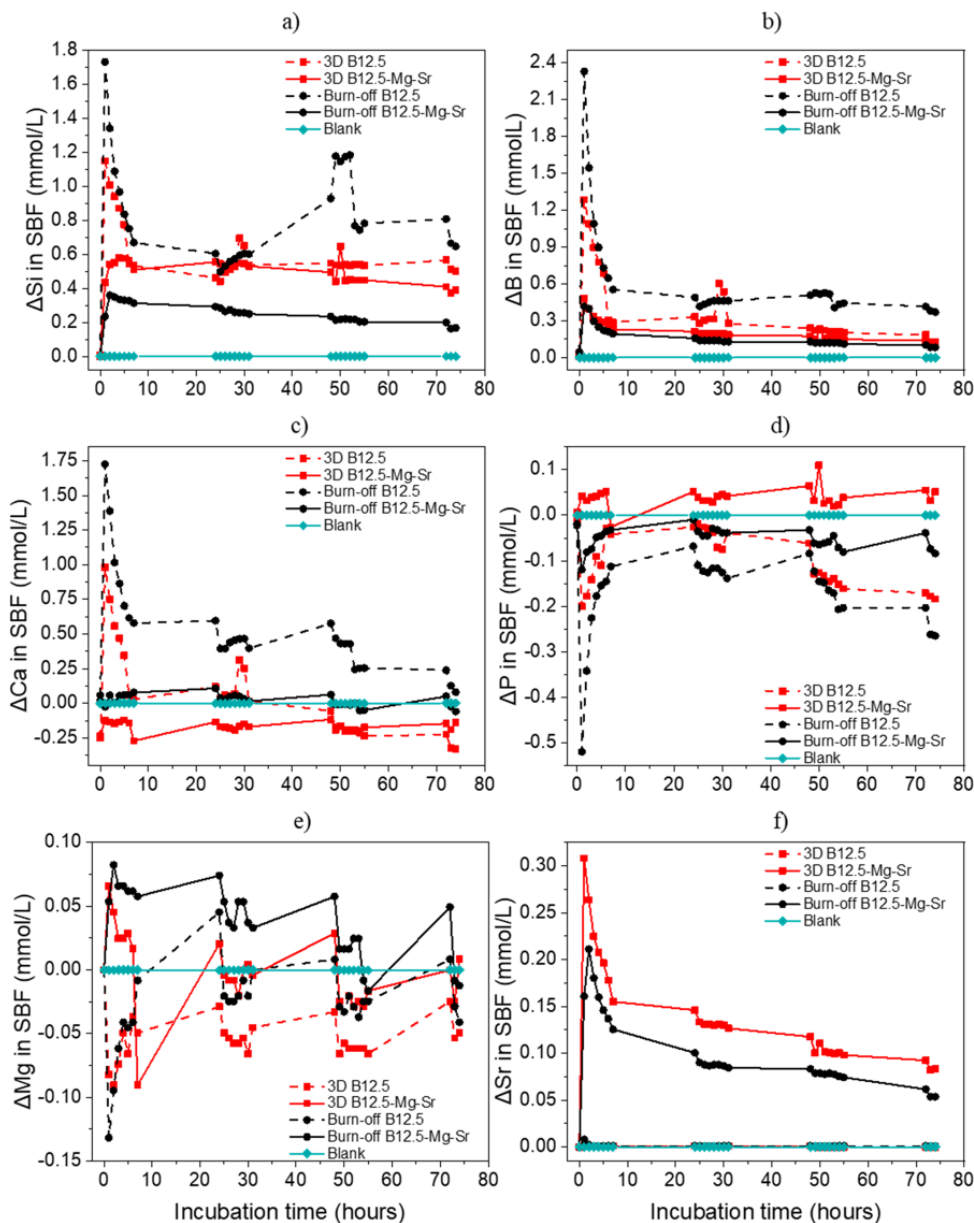 a)
ΔSi in SBF (mmol/L)
1.8
1.6
1.4
1.2
1.0
0.8
0.6
0.4
0.2
0.0
3D B12.5
3D B12.5-Mg-Sr
Burn-off B12.5
Burn-off B12.5-Mg-Sr
Blank
0 10 20 30 40 50 60 70 80
b)
ΔB in SBF (mmolL)
2.4
2.1
1.8
1.5
1.2
0.9
0.6
0.3
0.0
3D B12.5
3D B12.5-Mg-Sr
Burn-off B12.5
Burn-off B12.5-Mg-Sr
Blank
0 10 20 30 40 50 60 70 80
c)
ΔCa in SBF (mmol/L)
1.75
1.50
1.25
1.00
0.75
0.50
0.25
0.00
-0.25
3D B12.5
3D B12.5-Mg-Sr
Burn-off B12.5
Burn-off B12.5-Mg-Sr
Blank
0 10 20 30 40 50 60 70 80
d)
ΔP in SBF (mmol/L)
0.1
0.0
-0.1
-0.2
-0.3
-0.4
-0.5
3D B12.5
3D B12.5-Mg-Sr
Burn-off B12.5
Burn-off B12.5-Mg-Sr
Blank
0 10 20 30 40 50 60 70 80
e)
ΔMg in SBF (mmol/L)
0.10
0.05
0.00
-0.05
-0.10
-0.15
3D B12.5
3D B12.5-Mg-Sr
Burn-off B12.5
Burn-off B12.5-Mg-Sr
Blank
0 10 20 30 40 50 60 70 80
Incubation time (hours)
f)
ΔSr in SBF (mmol/L)
0.30
0.25
0.20
0.15
0.10
0.05
0.00
3D B12.5
3D B12.5-Mg-Sr
Burn-off B12.5
Burn-off B12.5-Mg-Sr
Blank
0 10 20 30 40 50 60 70 80
Incubation time (hours)